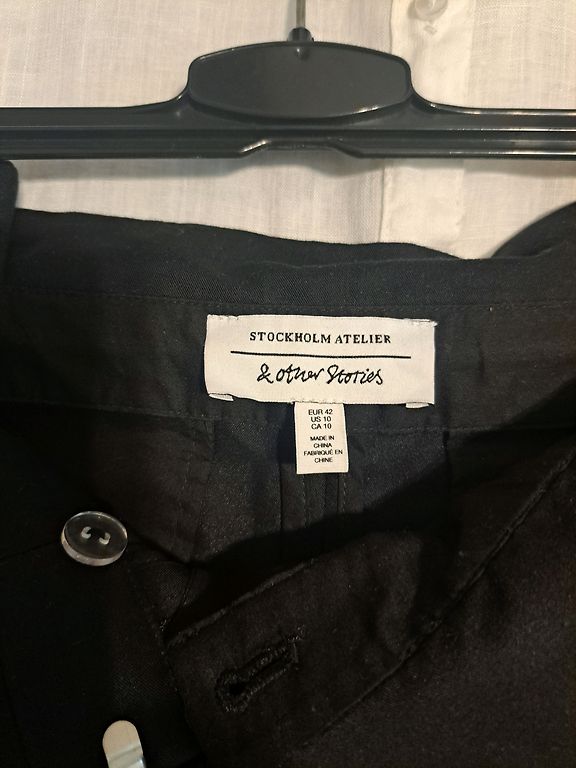 STOCKHOLM ATELIER
& other Stories
EUR 42
US 10
CA 10
MADE IN
CHINA
FABRIQUÉ EN
CHINE